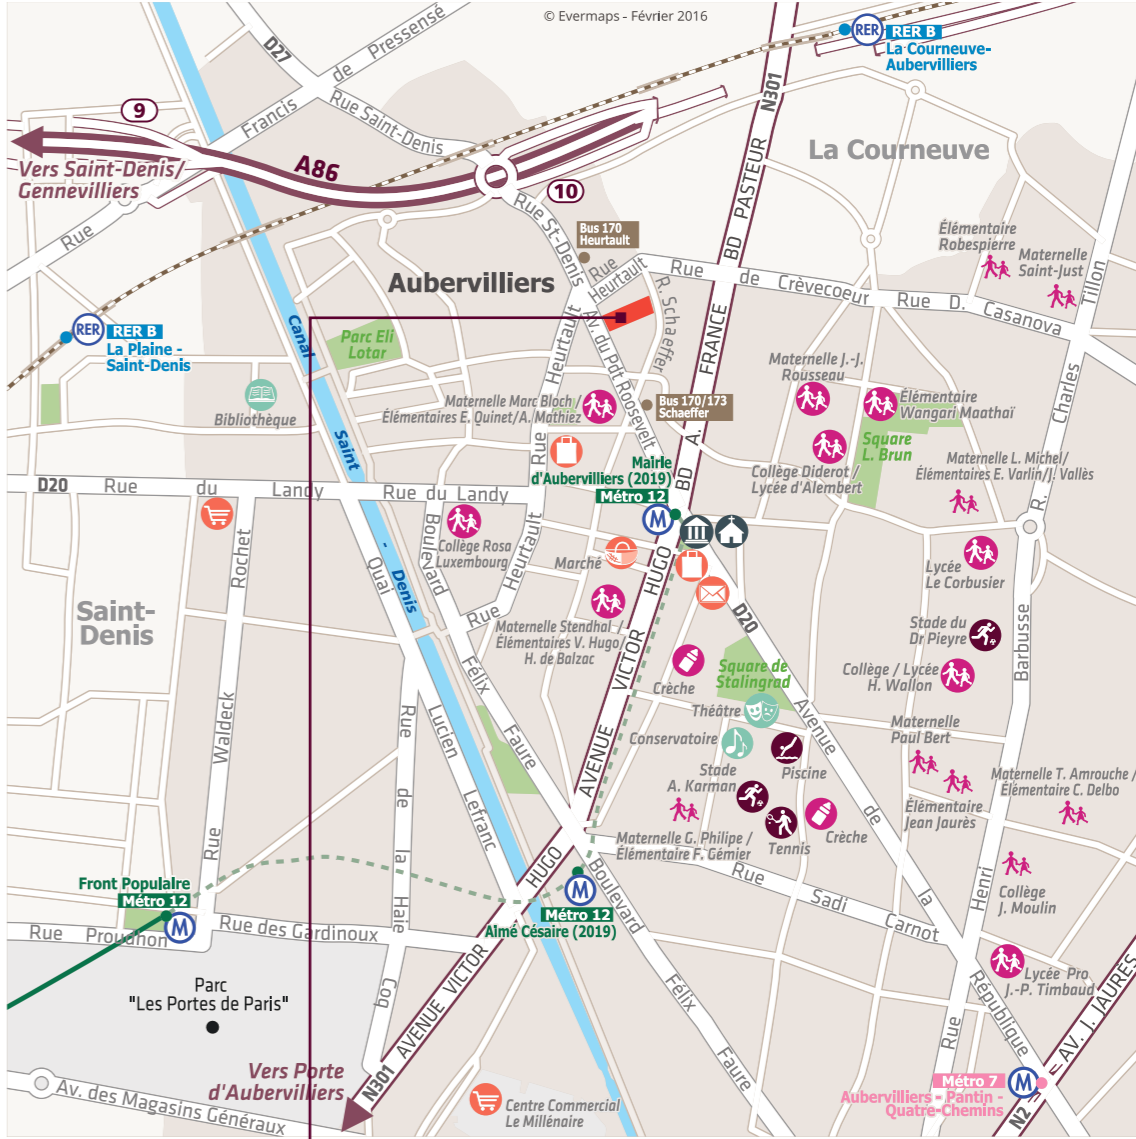 © Evermaps - Février 2016
RER
RER B
La Courneuve-
Aubervilliers
D27
Rue Francis de Pressensé
Rue Saint-Denis
N301
9
A86
10
Vers Saint-Denis/
Gennevilliers
La Courneuve
BD PASTEUR
Rue St-Denis
Bus 170
Heurtault
Rue
Heurtault
Élémentaire
Robespierre
Maternelle
Saint-Just
Rue de Crèvecoeur
Rue D. Casanova
Tillon
Aubervilliers
R. Schaeffer
Av. du Pdt Roosevelt
Rue Heurtault
BD A. FRANCE
RER
RER B
La Plaine -
Saint-Denis
Canal Saint - Denis
Parc Eli
Lotar
Bibliothèque
Maternelle Marc Bloch /
Élémentaires E. Quinet/A. Mathiez
Bus 170/173
Schaeffer
Maternelle J.-J.
Rousseau
Élémentaire
Wangari Maathaï
Square
L. Brun
R. Charles
Collège Diderot /
Lycée d'Alembert
Maternelle L. Michel/
Élémentaires E. Varlin/J. Vallès
Mairie
d'Aubervilliers (2019)
Métro 12
M
D20
Rue du Landy
Rue du Landy
Collège Rosa
Luxembourg
Boulevard
Heurtault
Rue
Quai
Rochet
Marché
HUGO
Lycée
Le Corbusier
Saint-
Denis
Maternelle Stendhal /
Élémentaires V. Hugo/
H. de Balzac
D20
Stade du
Dr Pieyre
Barbusse
Collège / Lycée
H. Wallon
Crèche
Square de
Stalingrad
VICTOR
Félix
Faure
Lucien
Lefranc
Waldeck
Rue
Rue de la Haie
Coq
Théâtre
Conservatoire
Piscine
Avenue de la République
Maternelle
Paul Bert
Stade
A. Karman
AVENUE
Maternelle T. Amrouche /
Élémentaire C. Delbo
Élémentaire
Jean Jaurès
Tennis
Crèche
Maternelle G. Philipe /
Élémentaire F. Gémier
Rue Sadi Carnot
Henri
Collège
J. Moulin
HUGO
Front Populaire
Métro 12
M
M
Métro 12
Aimé Césaire (2019)
Boulevard
Félix
Faure
Rue Proudhon
Rue des Gardinoux
Parc
"Les Portes de Paris"
AVENUE VICTOR
Lycée Pro
J.-P. Timbaud
Rue
AV. J. JAURES
Vers Porte
d'Aubervilliers
N301
Av. des Magasins Généraux
Centre Commercial
Le Millénaire
Métro 7
M
Aubervilliers - Pantin -
Quatre-Chemins
N2